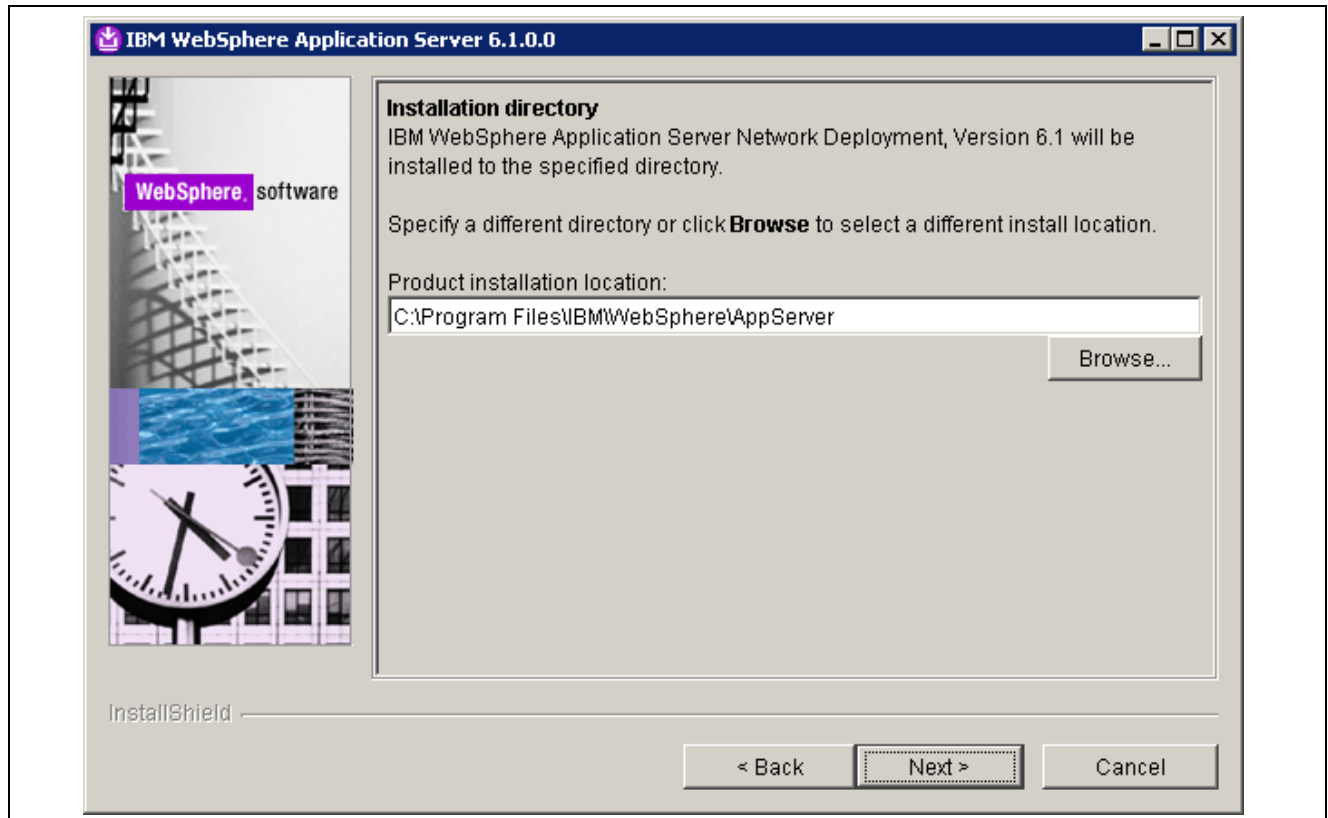 IBM WebSphere Application Server 6.1.0.0
WebSphere. software
Installation directory
IBM WebSphere Application Server Network Deployment, Version 6.1 will be
installed to the specified directory.
Specify a different directory or click Browse to select a different install location.
Product installation location:
C:\Program Files\IBM\WebSphere\AppServer
Browse...
InstallShield
< Back
Next >
Cancel